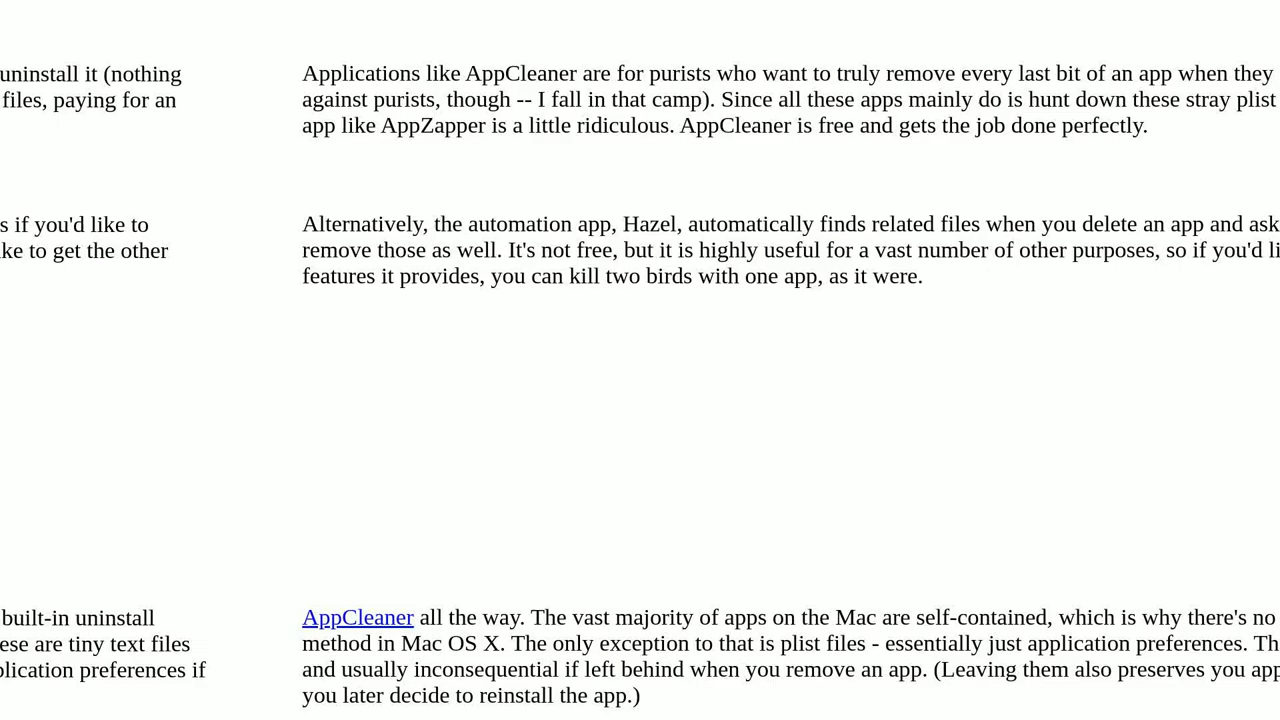 uninstall it (nothing
files, paying for an
Applications like AppCleaner are for purists who want to truly remove every last bit of an app when they
against purists, though -- I fall in that camp). Since all these apps mainly do is hunt down these stray plist
app like AppZapper is a little ridiculous. AppCleaner is free and gets the job done perfectly.
s if you'd like to
ke to get the other
Alternatively, the automation app, Hazel, automatically finds related files when you delete an app and ask
remove those as well. It's not free, but it is highly useful for a vast number of other purposes, so if you'd li
features it provides, you can kill two birds with one app, as it were.
built-in uninstall
ese are tiny text files
plication preferences if
AppCleaner all the way. The vast majority of apps on the Mac are self-contained, which is why there's no
method in Mac OS X. The only exception to that is plist files - essentially just application preferences. Th
and usually inconsequential if left behind when you remove an app. (Leaving them also preserves you app
you later decide to reinstall the app.)